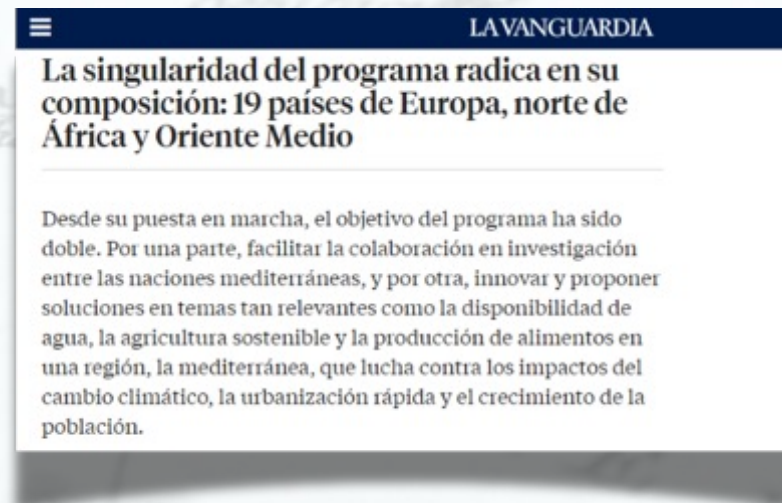 LA VANGUARDIA
La singularidad del programa radica en su
composición: 19 países de Europa, norte de
África y Oriente Medio
Desde su puesta en marcha, el objetivo del programa ha sido
doble. Por una parte, facilitar la colaboración en investigación
entre las naciones mediterráneas, y por otra, innovar y proponer
soluciones en temas tan relevantes como la disponibilidad de
agua, la agricultura sostenible y la producción de alimentos en
una región, la mediterránea, que lucha contra los impactos del
cambio climático, la urbanización rápida y el crecimiento de la
población.